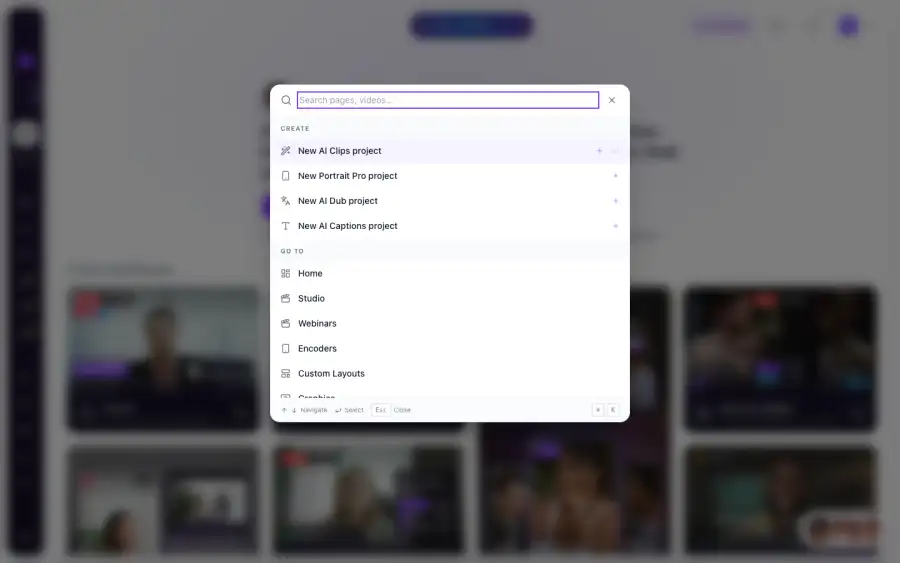 Search pages, videos...
CREATE
New AI Clips project
New Portrait Pro project
New AI Dub project
New AI Captions project
GO TO
Home
Studio
Webinars
Encoders
Custom Layouts
Graphics
↑ ↓ Navigate ↵ Select Esc Close ⌘ K